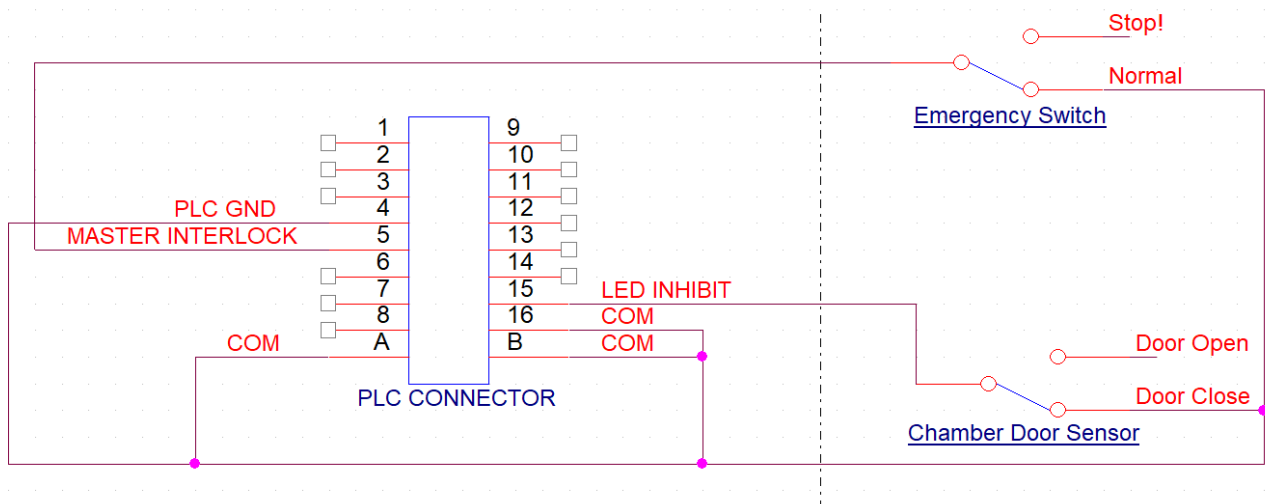 Stop!
Normal
Emergency Switch
1 9
2 10
3 11
PLC GND 4 12
MASTER INTERLOCK 5 13
6 14
7 15 LED INHIBIT
8 16 COM
COM A B COM
PLC CONNECTOR
Door Open
Door Close
Chamber Door Sensor